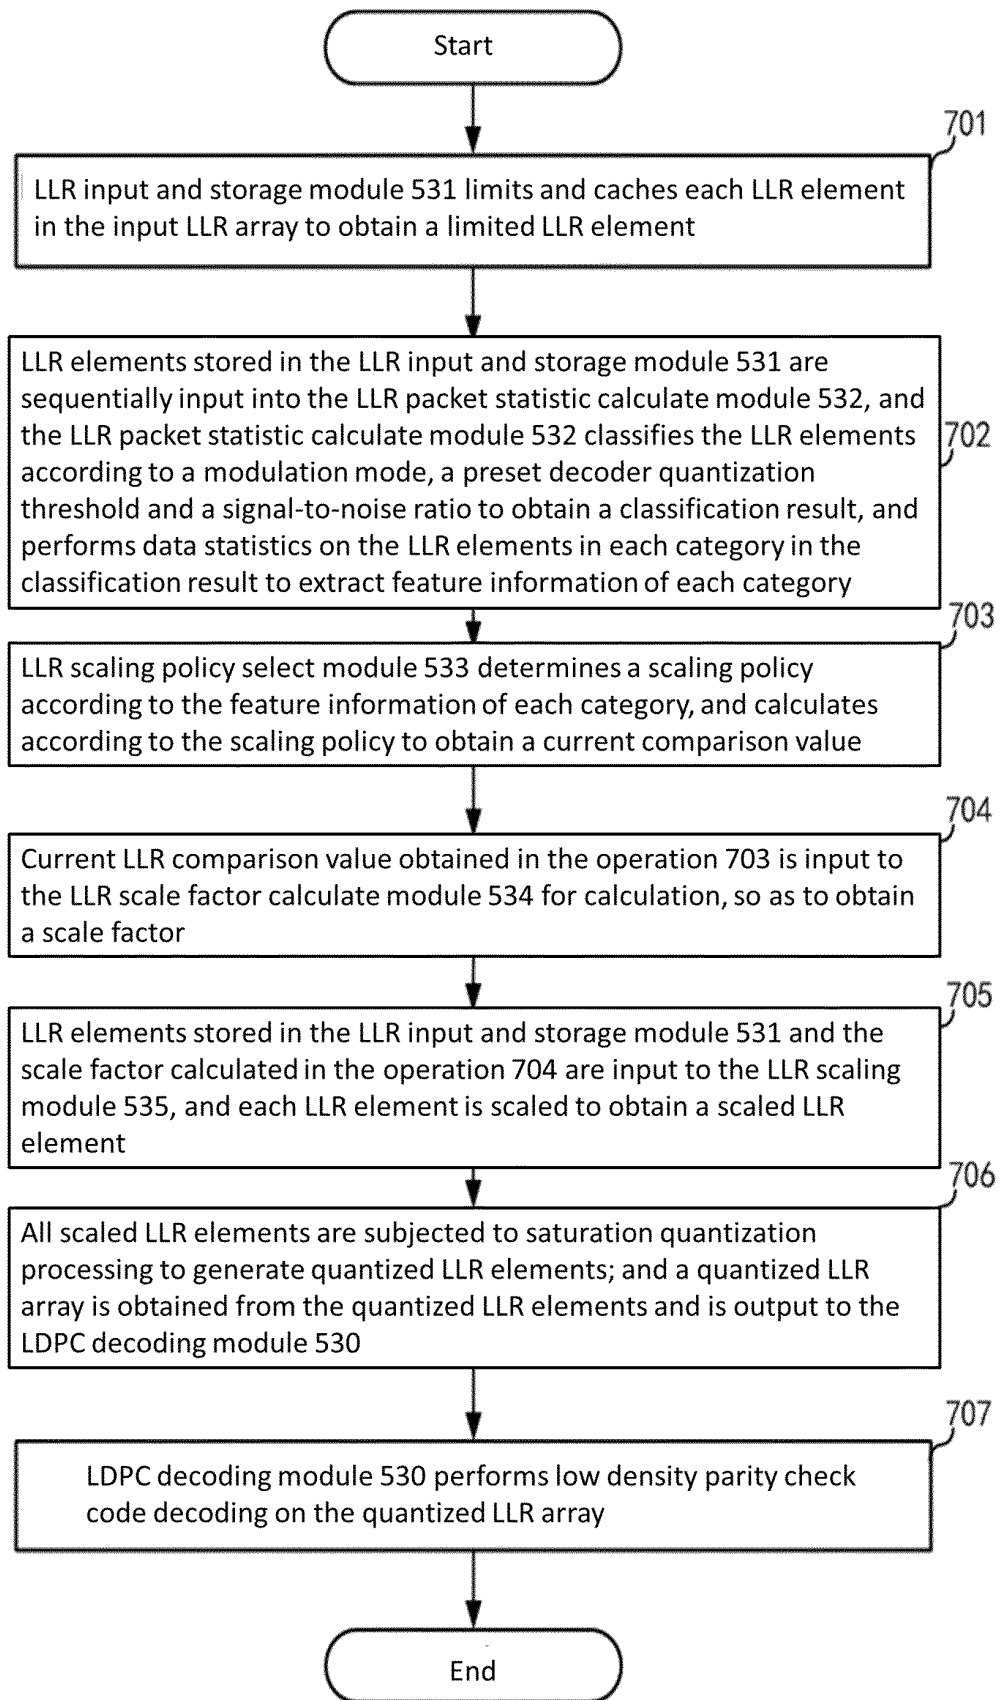 Start
701
LLR input and storage module 531 limits and caches each LLR element
in the input LLR array to obtain a limited LLR element
LLR elements stored in the LLR input and storage module 531 are
sequentially input into the LLR packet statistic calculate module 532, and
the LLR packet statistic calculate module 532 classifies the LLR elements
according to a modulation mode, a preset decoder quantization
threshold and a signal-to-noise ratio to obtain a classification result, and
performs data statistics on the LLR elements in each category in the
classification result to extract feature information of each category
702
703
LLR scaling policy select module 533 determines a scaling policy
according to the feature information of each category, and calculates
according to the scaling policy to obtain a current comparison value
704
Current LLR comparison value obtained in the operation 703 is input to
the LLR scale factor calculate module 534 for calculation, so as to obtain
a scale factor
705
LLR elements stored in the LLR input and storage module 531 and the
scale factor calculated in the operation 704 are input to the LLR scaling
module 535, and each LLR element is scaled to obtain a scaled LLR
element
706
All scaled LLR elements are subjected to saturation quantization
processing to generate quantized LLR elements; and a quantized LLR
array is obtained from the quantized LLR elements and is output to the
LDPC decoding module 530
707
LDPC decoding module 530 performs low density parity check
code decoding on the quantized LLR array
End